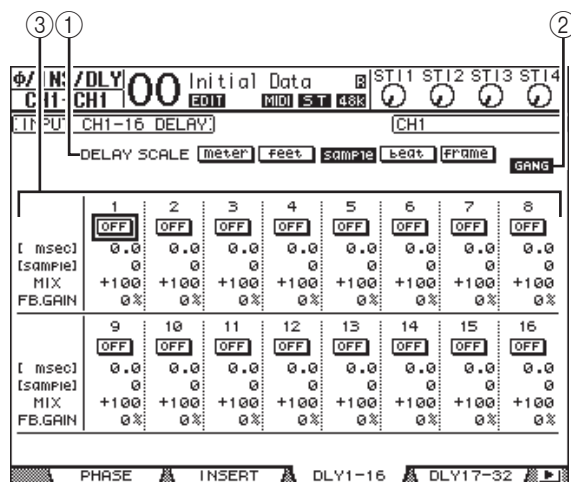 ③ ① ②
Φ/INS/DLY 00 Initial Data R STI1 STI2 STI3 STI4
CH1-CH1 EDIT MIDI ST 48k
INPUT CH1-16 DELAY CH1
DELAY SCALE meter feet sample beat frame
GANG
1 2 3 4 5 6 7 8
OFF OFF OFF OFF OFF OFF OFF OFF
[ msec] 0.0 0.0 0.0 0.0 0.0 0.0 0.0 0.0
[sample] 0 0 0 0 0 0 0 0
MIX +100 +100 +100 +100 +100 +100 +100 +100
FB.GAIN 0% 0% 0% 0% 0% 0% 0% 0%
9 10 11 12 13 14 15 16
OFF OFF OFF OFF OFF OFF OFF OFF
[ msec] 0.0 0.0 0.0 0.0 0.0 0.0 0.0 0.0
[sample] 0 0 0 0 0 0 0 0
MIX +100 +100 +100 +100 +100 +100 +100 +100
FB.GAIN 0% 0% 0% 0% 0% 0% 0% 0%
PHASE INSERT DLY1-16 DLY17-32